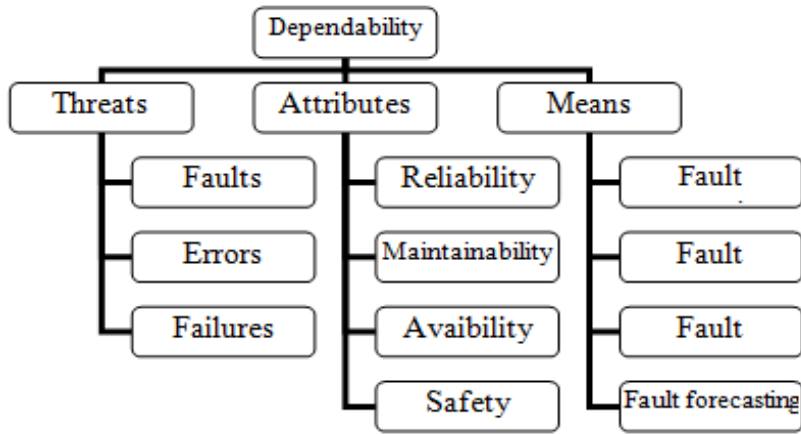 Dependability
Threats
Attributes
Means
Faults
Reliability
Fault
Errors
Maintainability
Fault
Failures
Avaibility
Fault
Safety
Fault forecasting